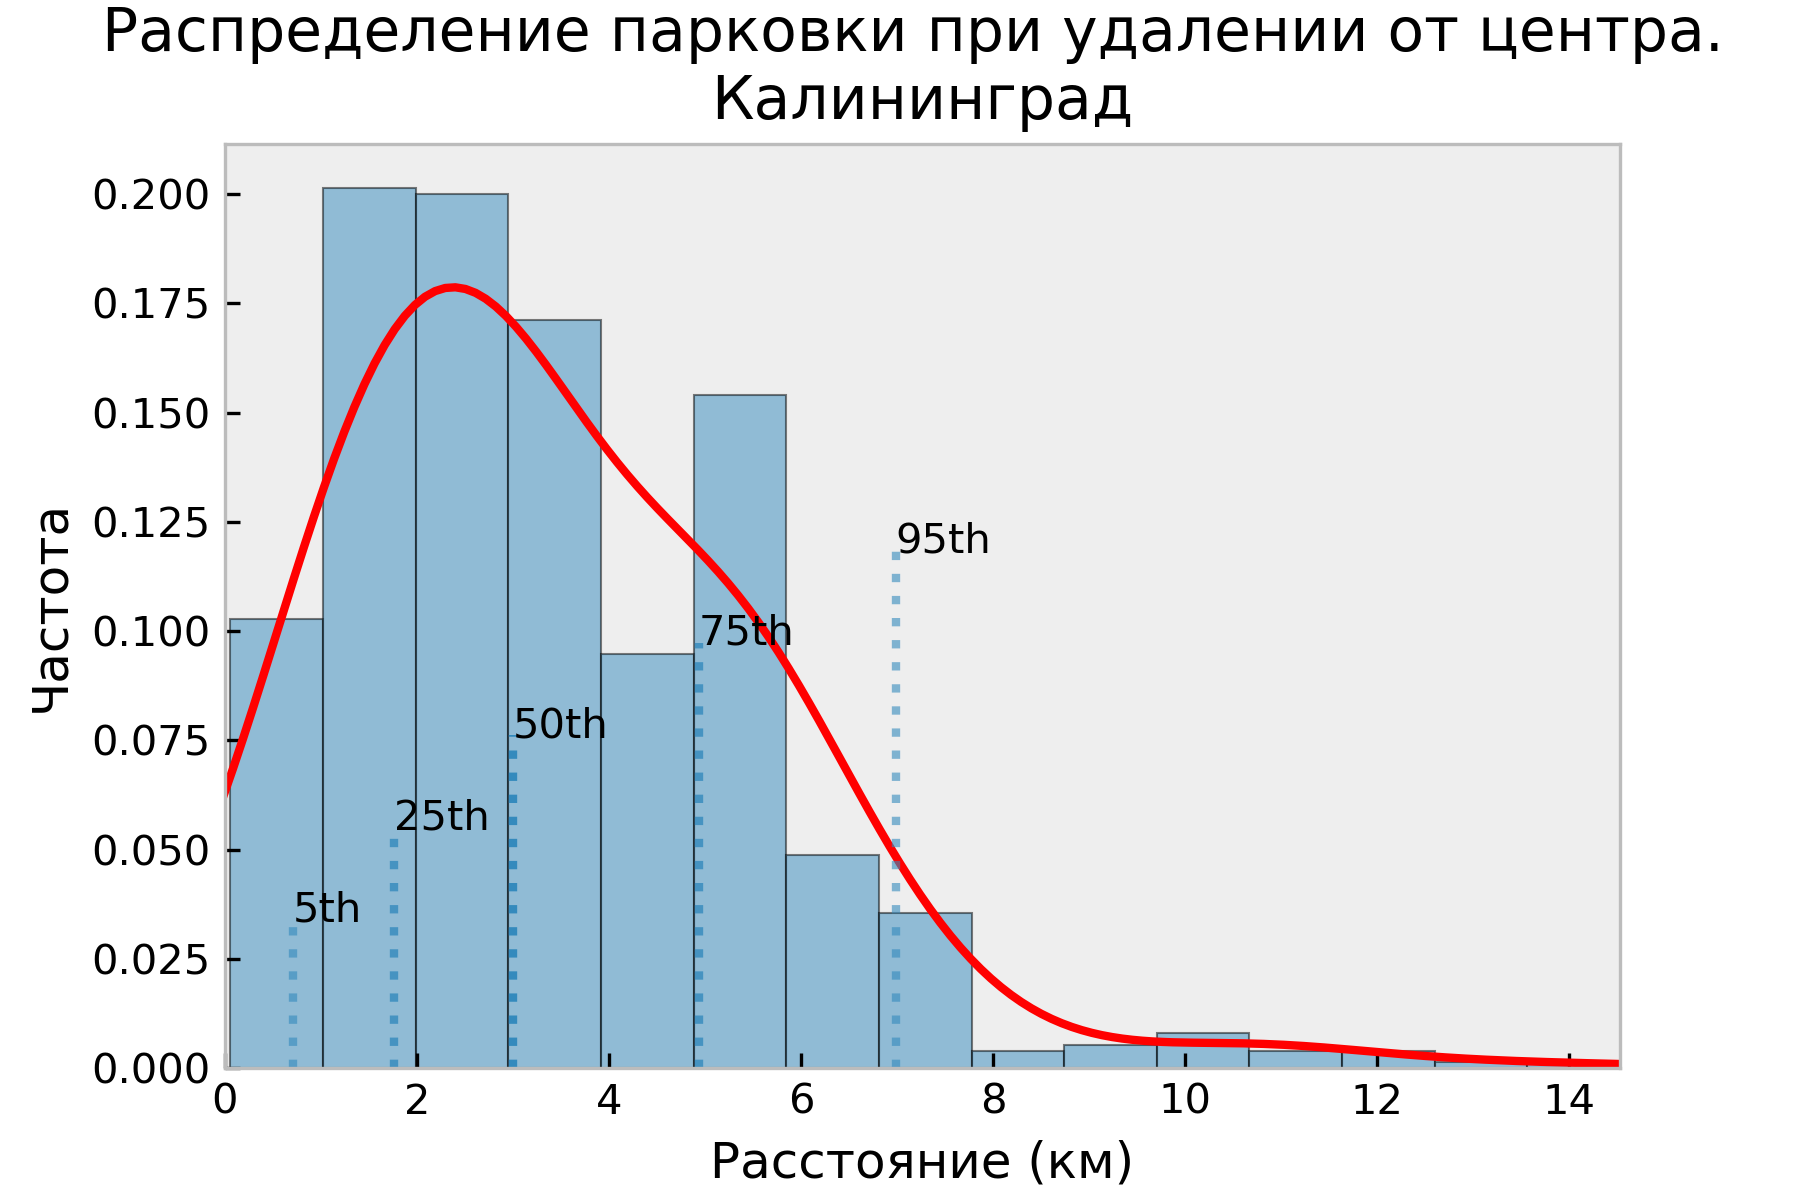 Распределение парковки при удалении от центра.
Калининград
Частота
0.200
0.175
0.150
0.125
0.100
0.075
0.050
0.025
0.000
5th
25th
50th
75th
95th
0 2 4 6 8 10 12 14
Расстояние (км)